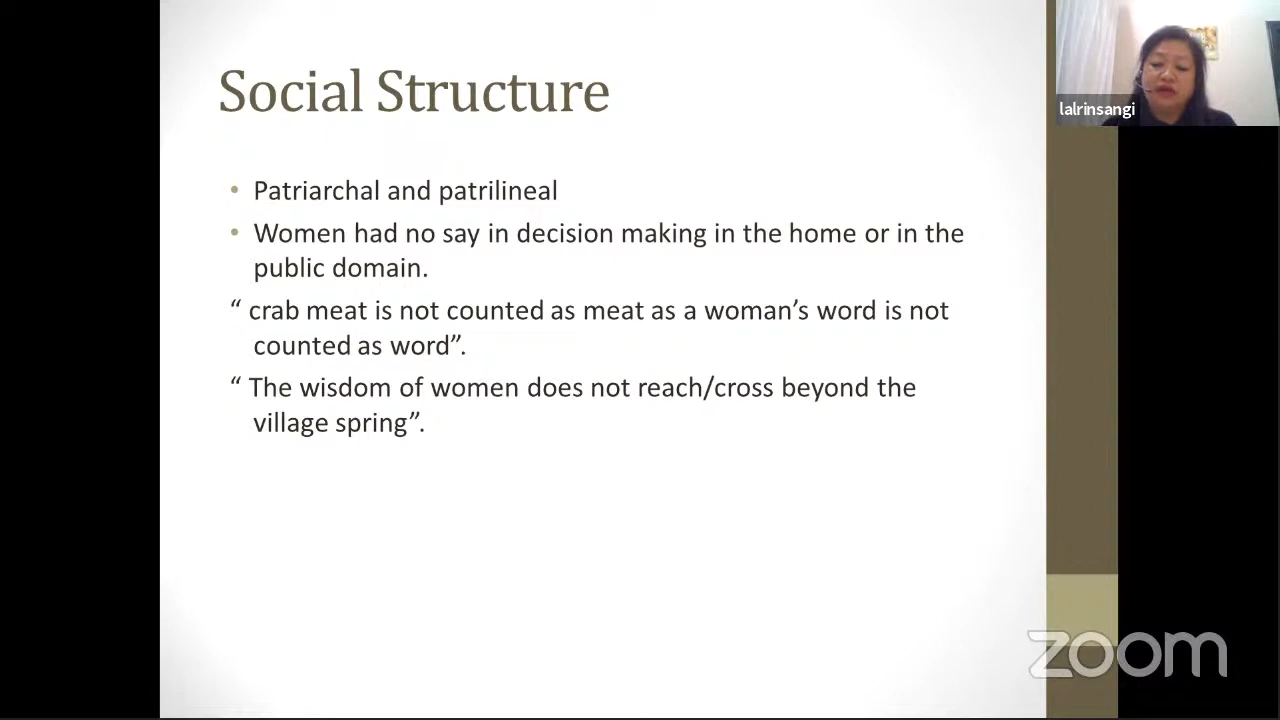 Social Structure
lalrinsangi
• Patriarchal and patrilineal
• Women had no say in decision making in the home or in the
public domain.
“ crab meat is not counted as meat as a woman’s word is not
counted as word”.
“ The wisdom of women does not reach/cross beyond the
village spring”.
zoom